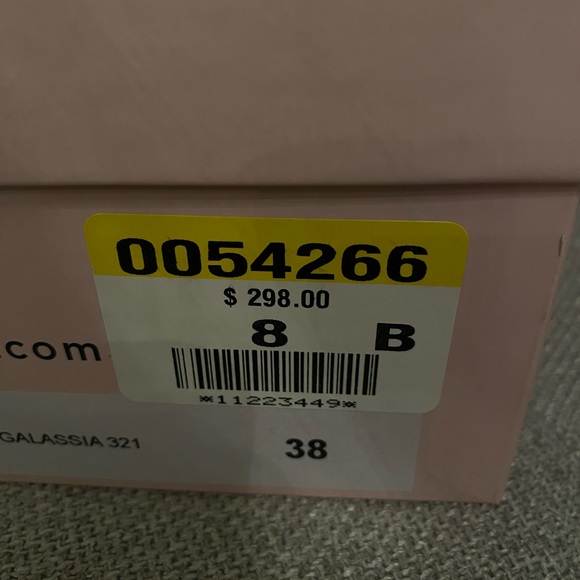 0054266
$ 298.00
8 B
*11223449*
.com
GALASSIA 321
38